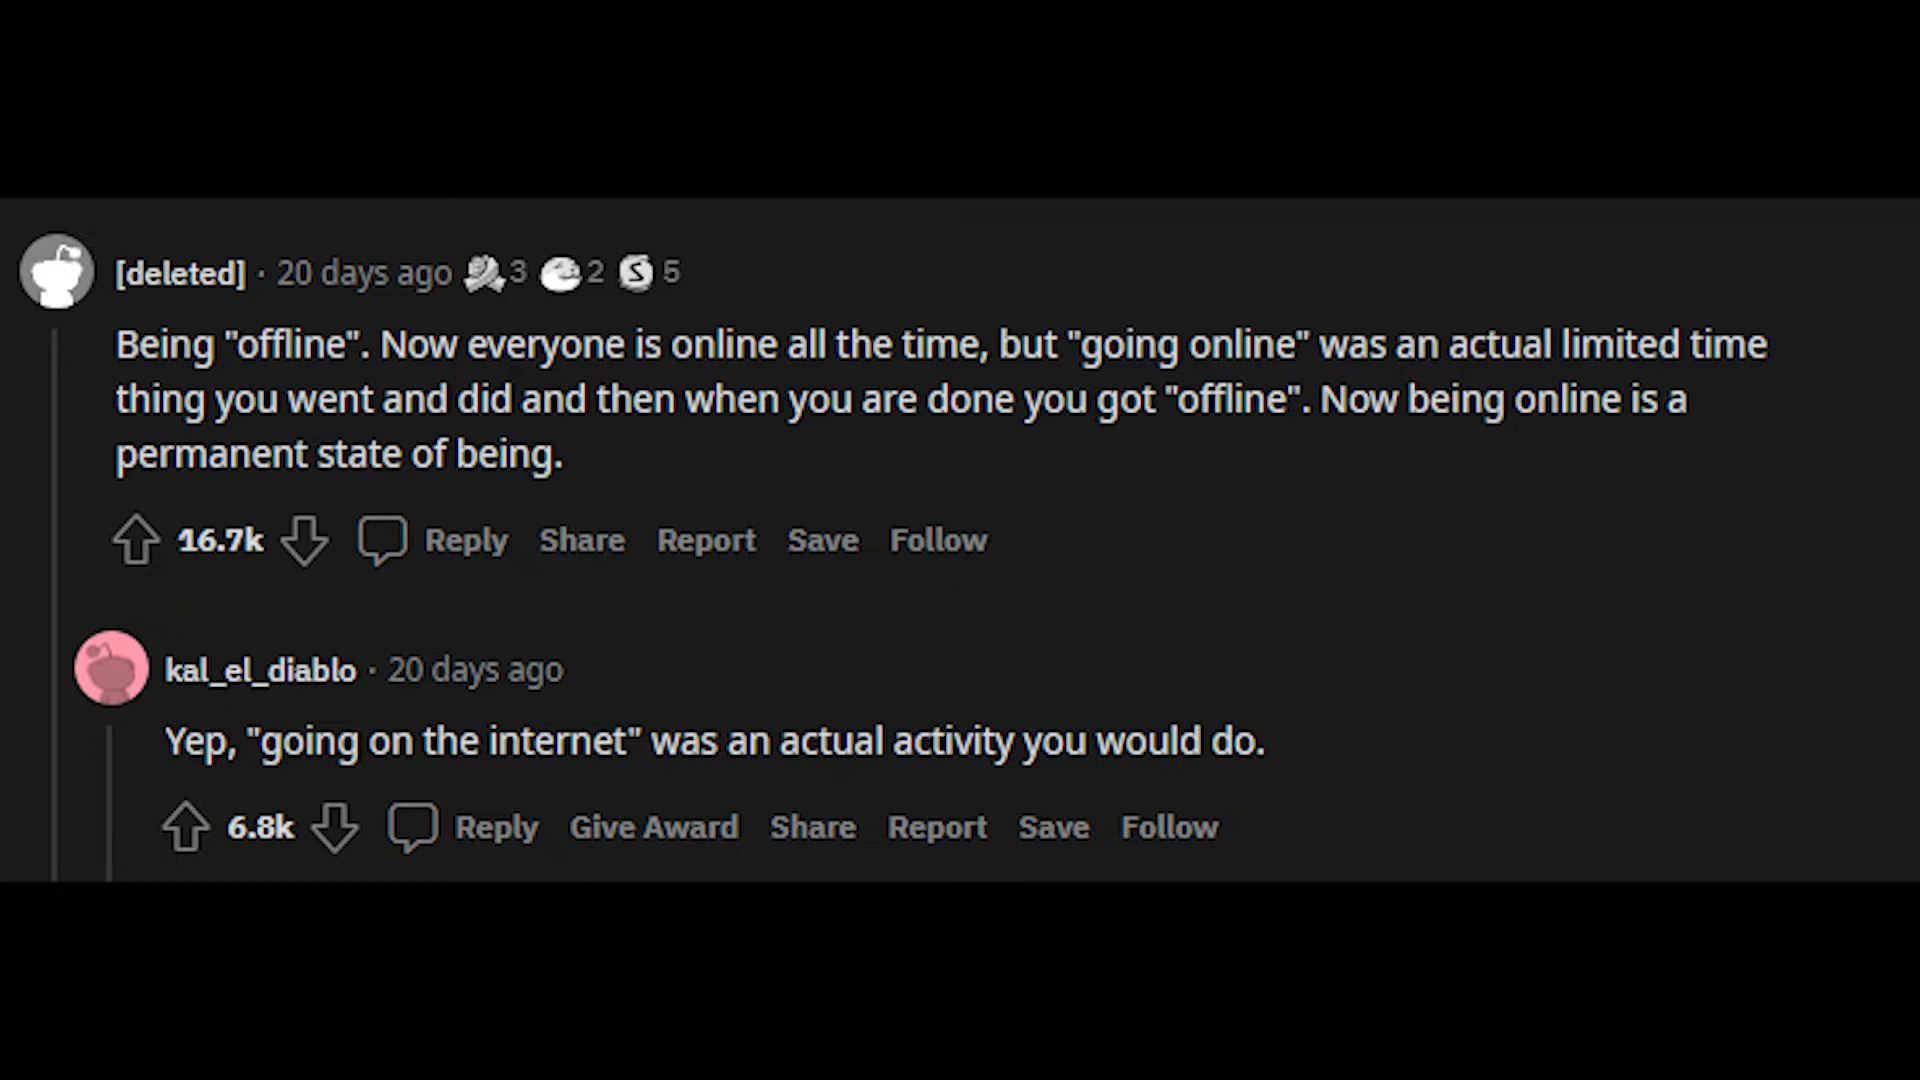 [deleted] · 20 days ago 3 2 S 5
Being "offline". Now everyone is online all the time, but "going online" was an actual limited time
thing you went and did and then when you are done you got "offline". Now being online is a
permanent state of being.
16.7k Reply Share Report Save Follow
kal_el_diablo · 20 days ago
Yep, "going on the internet" was an actual activity you would do.
6.8k Reply Give Award Share Report Save Follow